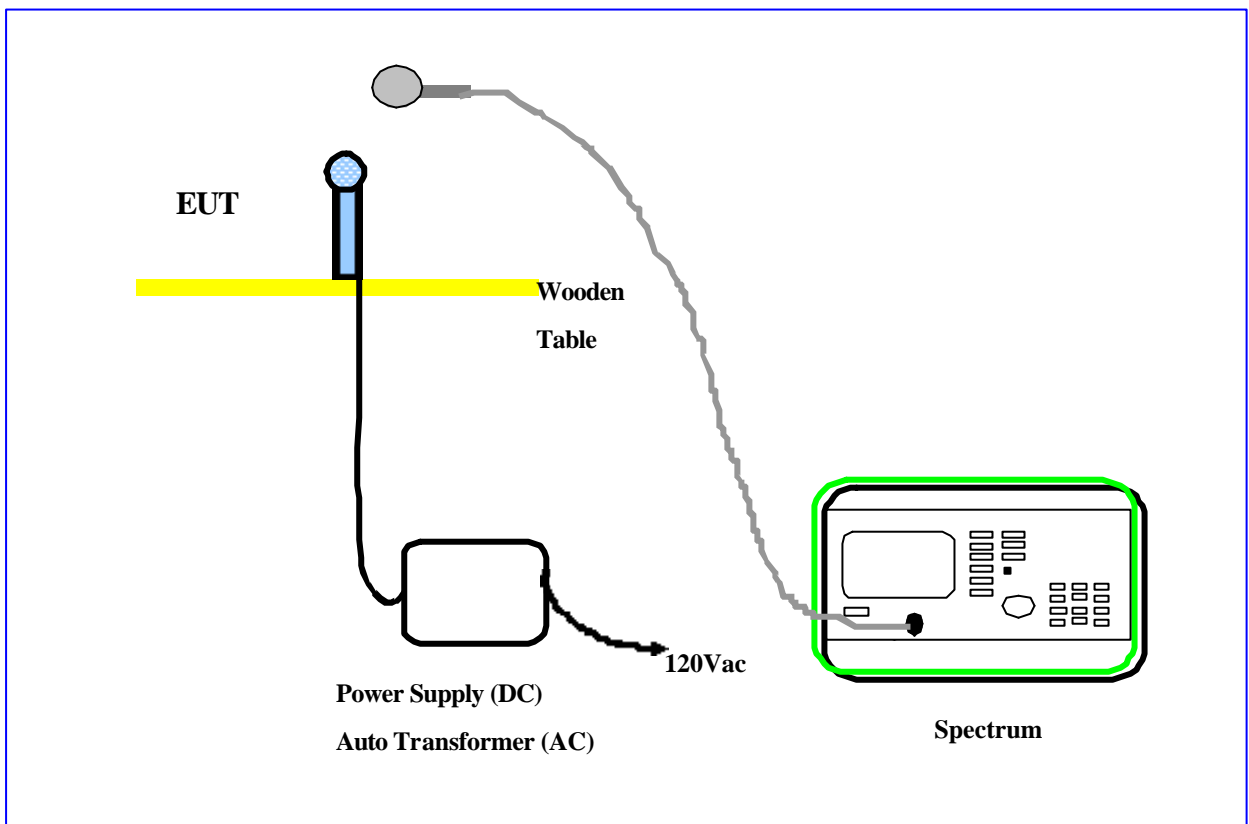 EUT
Wooden
Table
120Vac
Power Supply (DC)
Auto Transformer (AC)
Spectrum